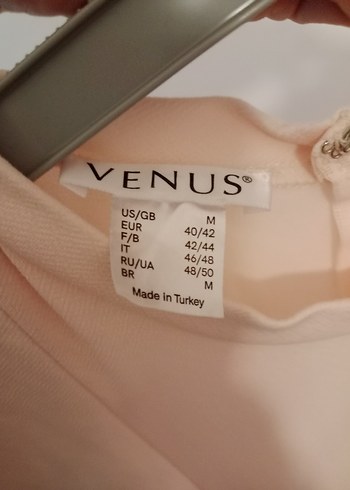 VENUS®
US/GB M
EUR 40/42
F/B 42/44
IT 46/48
RU/UA 48/50
BR M
Made in Turkey